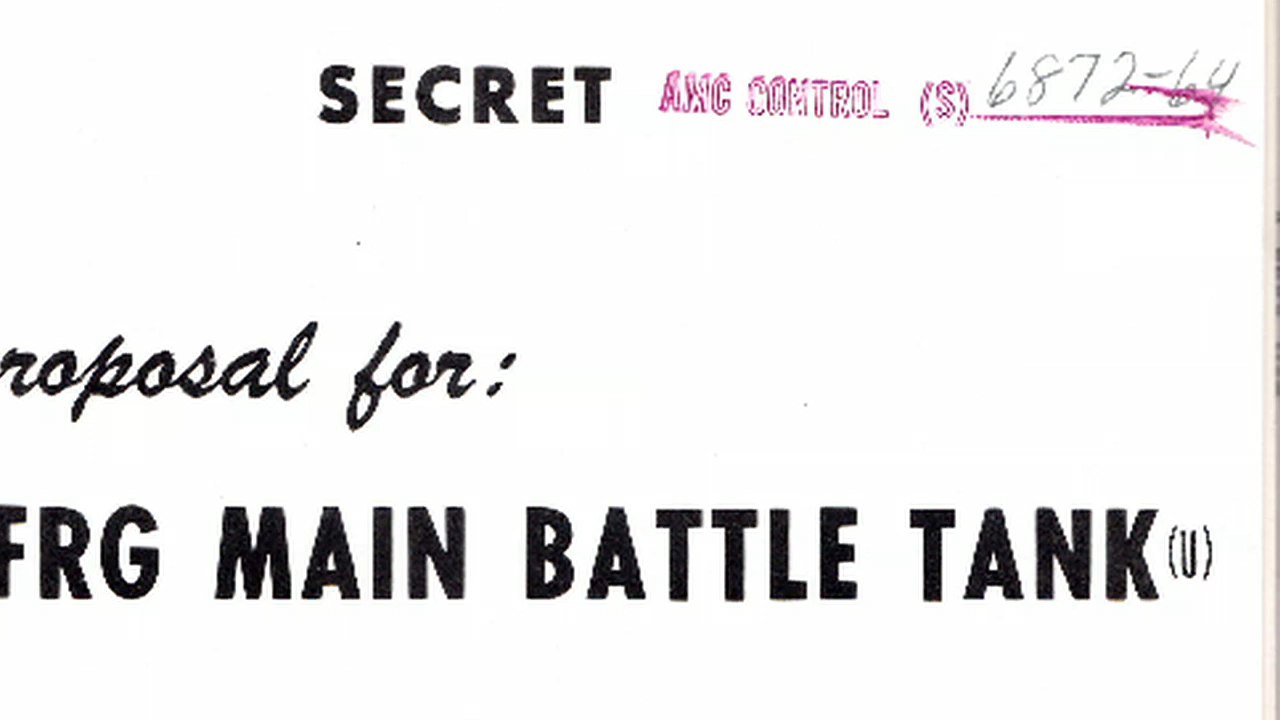 SECRET AMC CONTROL (S) 6872-64
roposal for:
FRG MAIN BATTLE TANK (U)